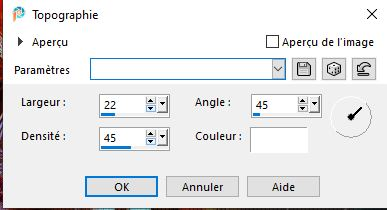 Topographie
Aperçu
Aperçu de l'image
Paramètres
Largeur : 22 Angle : 45
Densité : 45 Couleur :
OK Annuler Aide